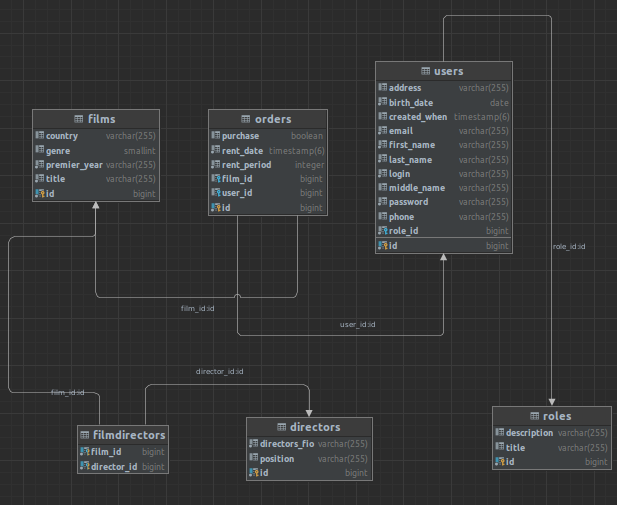 users
address varchar(255)
birth_date date
created_when timestamp(6)
email varchar(255)
first_name varchar(255)
last_name varchar(255)
login varchar(255)
middle_name varchar(255)
password varchar(255)
phone varchar(255)
role_id bigint
id bigint
films
country varchar(255)
genre smallint
premier_year varchar(255)
title varchar(255)
id bigint
orders
purchase boolean
rent_date timestamp(6)
rent_period integer
film_id bigint
user_id bigint
id bigint
role_id:id
film_id:id
user_id:id
director_id:id
film_id:id
filmdirectors
film_id bigint
director_id bigint
directors
directors_fio varchar(255)
position varchar(255)
id bigint
roles
description varchar(255)
title varchar(255)
id bigint